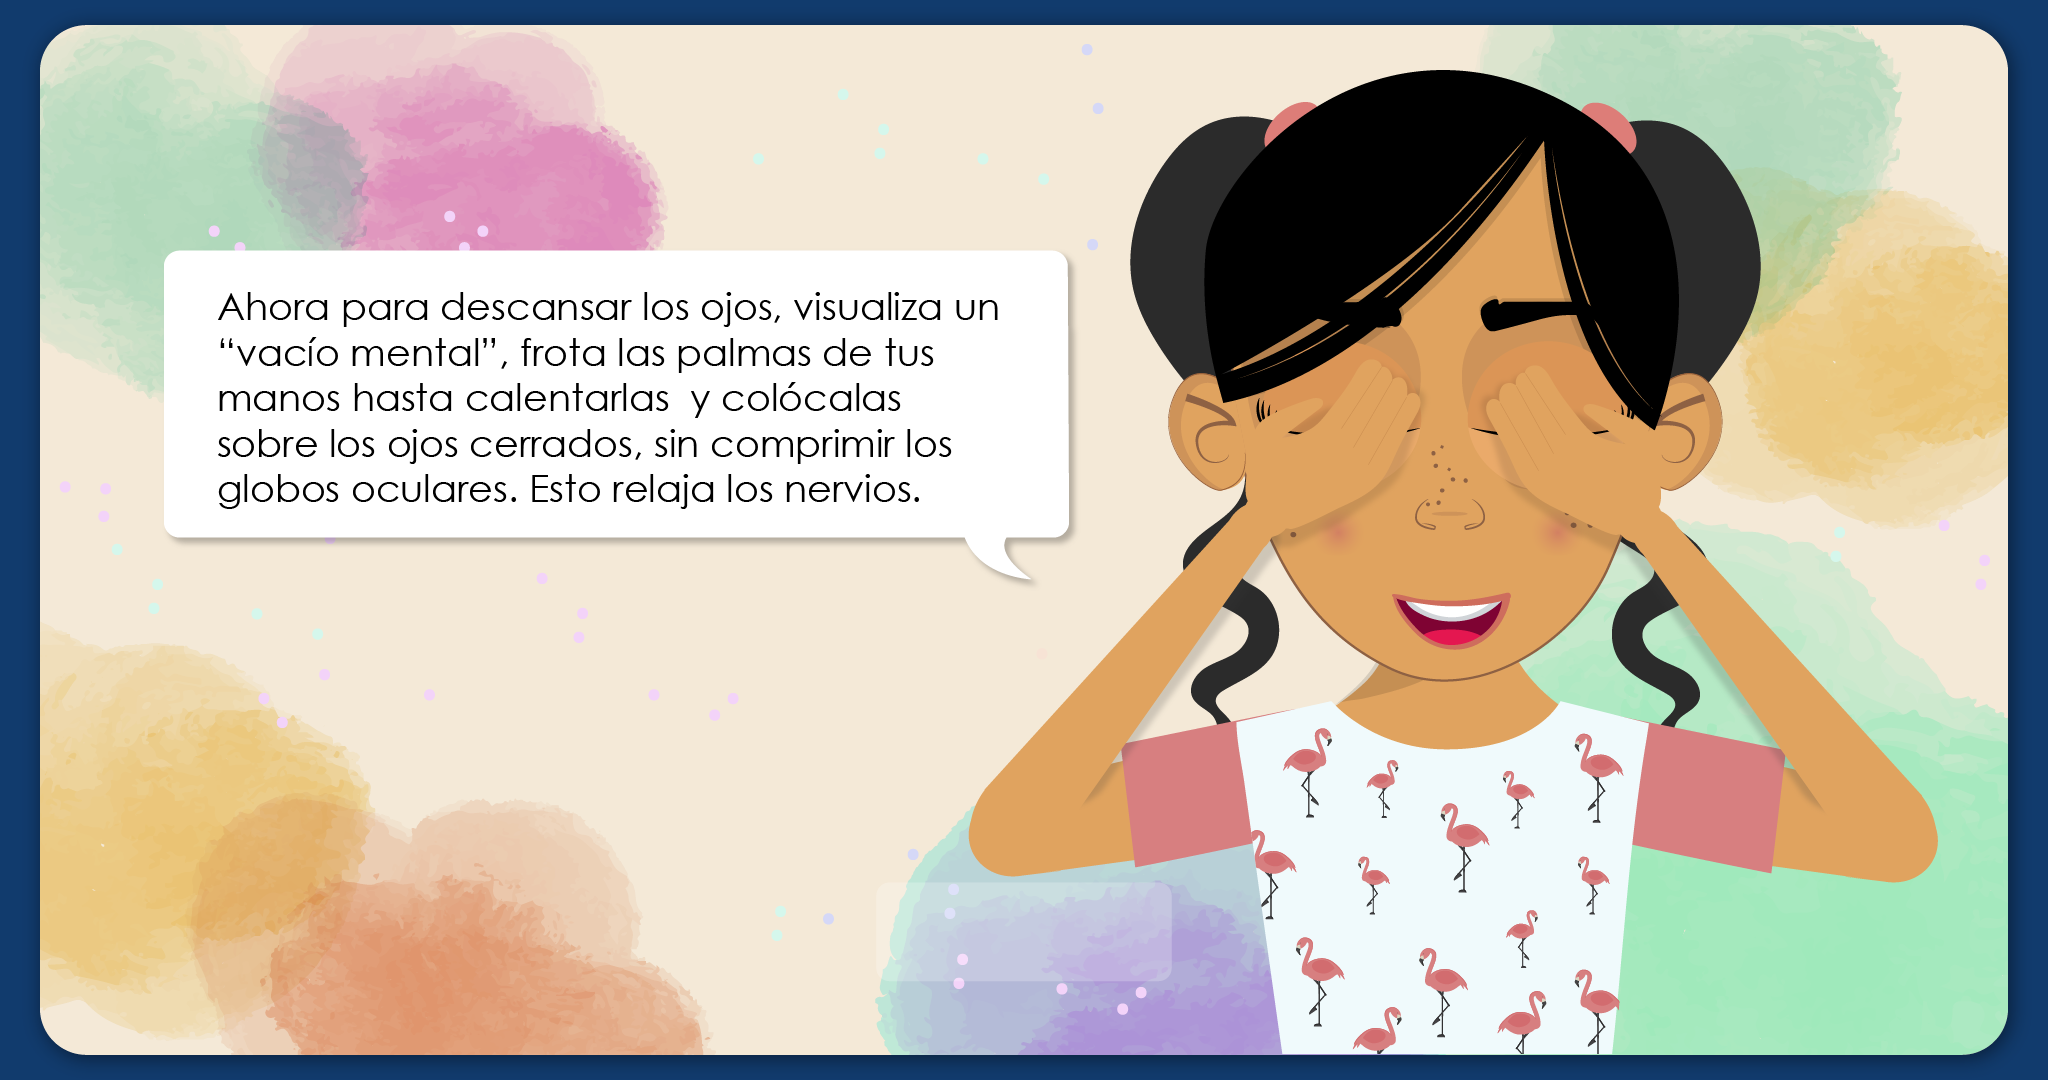 Ahora para descansar los ojos, visualiza un
“vacío mental”, frota las palmas de tus
manos hasta calentarlas  y colócalas
sobre los ojos cerrados, sin comprimir los
globos oculares. Esto relaja los nervios.